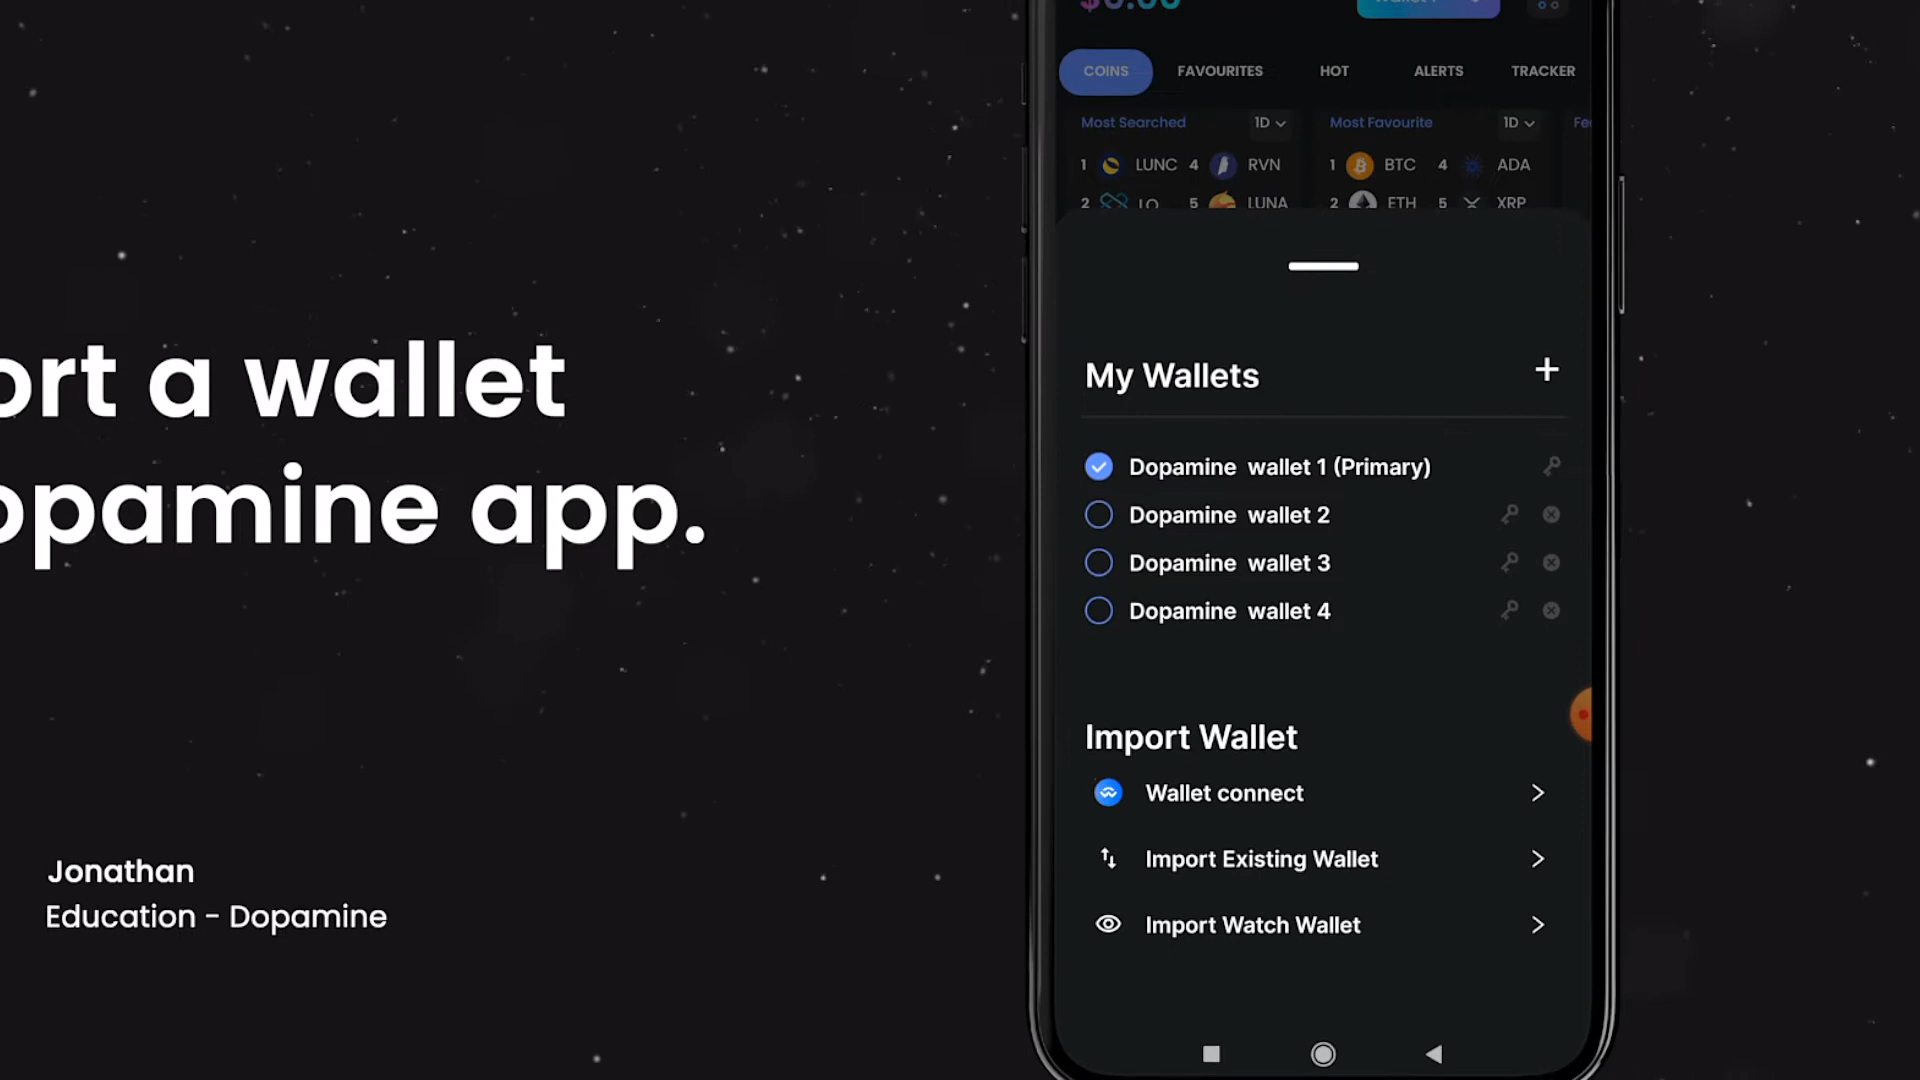 COINS FAVOURITES HOT ALERTS TRACKER
Most Searched 1D Most Favourite 1D
1 LUNC 4 RVN 1 BTC 4 ADA
2 5 LUNA 2 ETH 5 XRP
ort a wallet
opamine app.
Jonathan
Education - Dopamine
My Wallets +
Dopamine wallet 1 (Primary)
Dopamine wallet 2
Dopamine wallet 3
Dopamine wallet 4
Import Wallet
Wallet connect
Import Existing Wallet
Import Watch Wallet